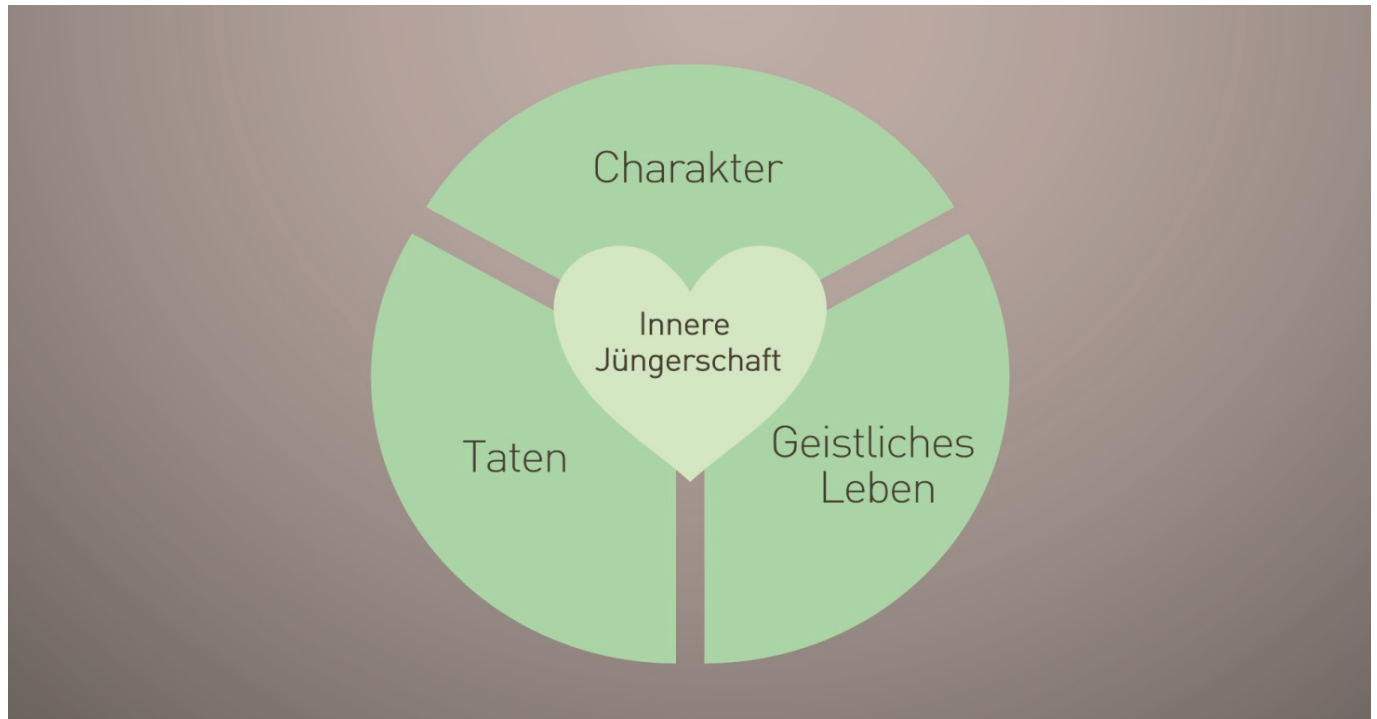 Charakter
Innere
Jüngerschaft
Taten
Geistliches
Leben